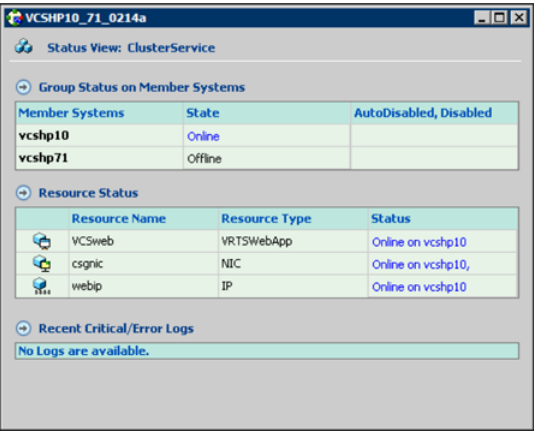 VCSHP10_71_0214a
Status View: ClusterService
Group Status on Member Systems
Member Systems State AutoDisabled, Disabled
vcshp10 Online
vcshp71 Offline
Resource Status
Resource Name Resource Type Status
VCSweb VRTSWebApp Online on vcshp10
csgnic NIC Online on vcshp10,
webip IP Online on vcshp10
Recent Critical/Error Logs
No Logs are available.